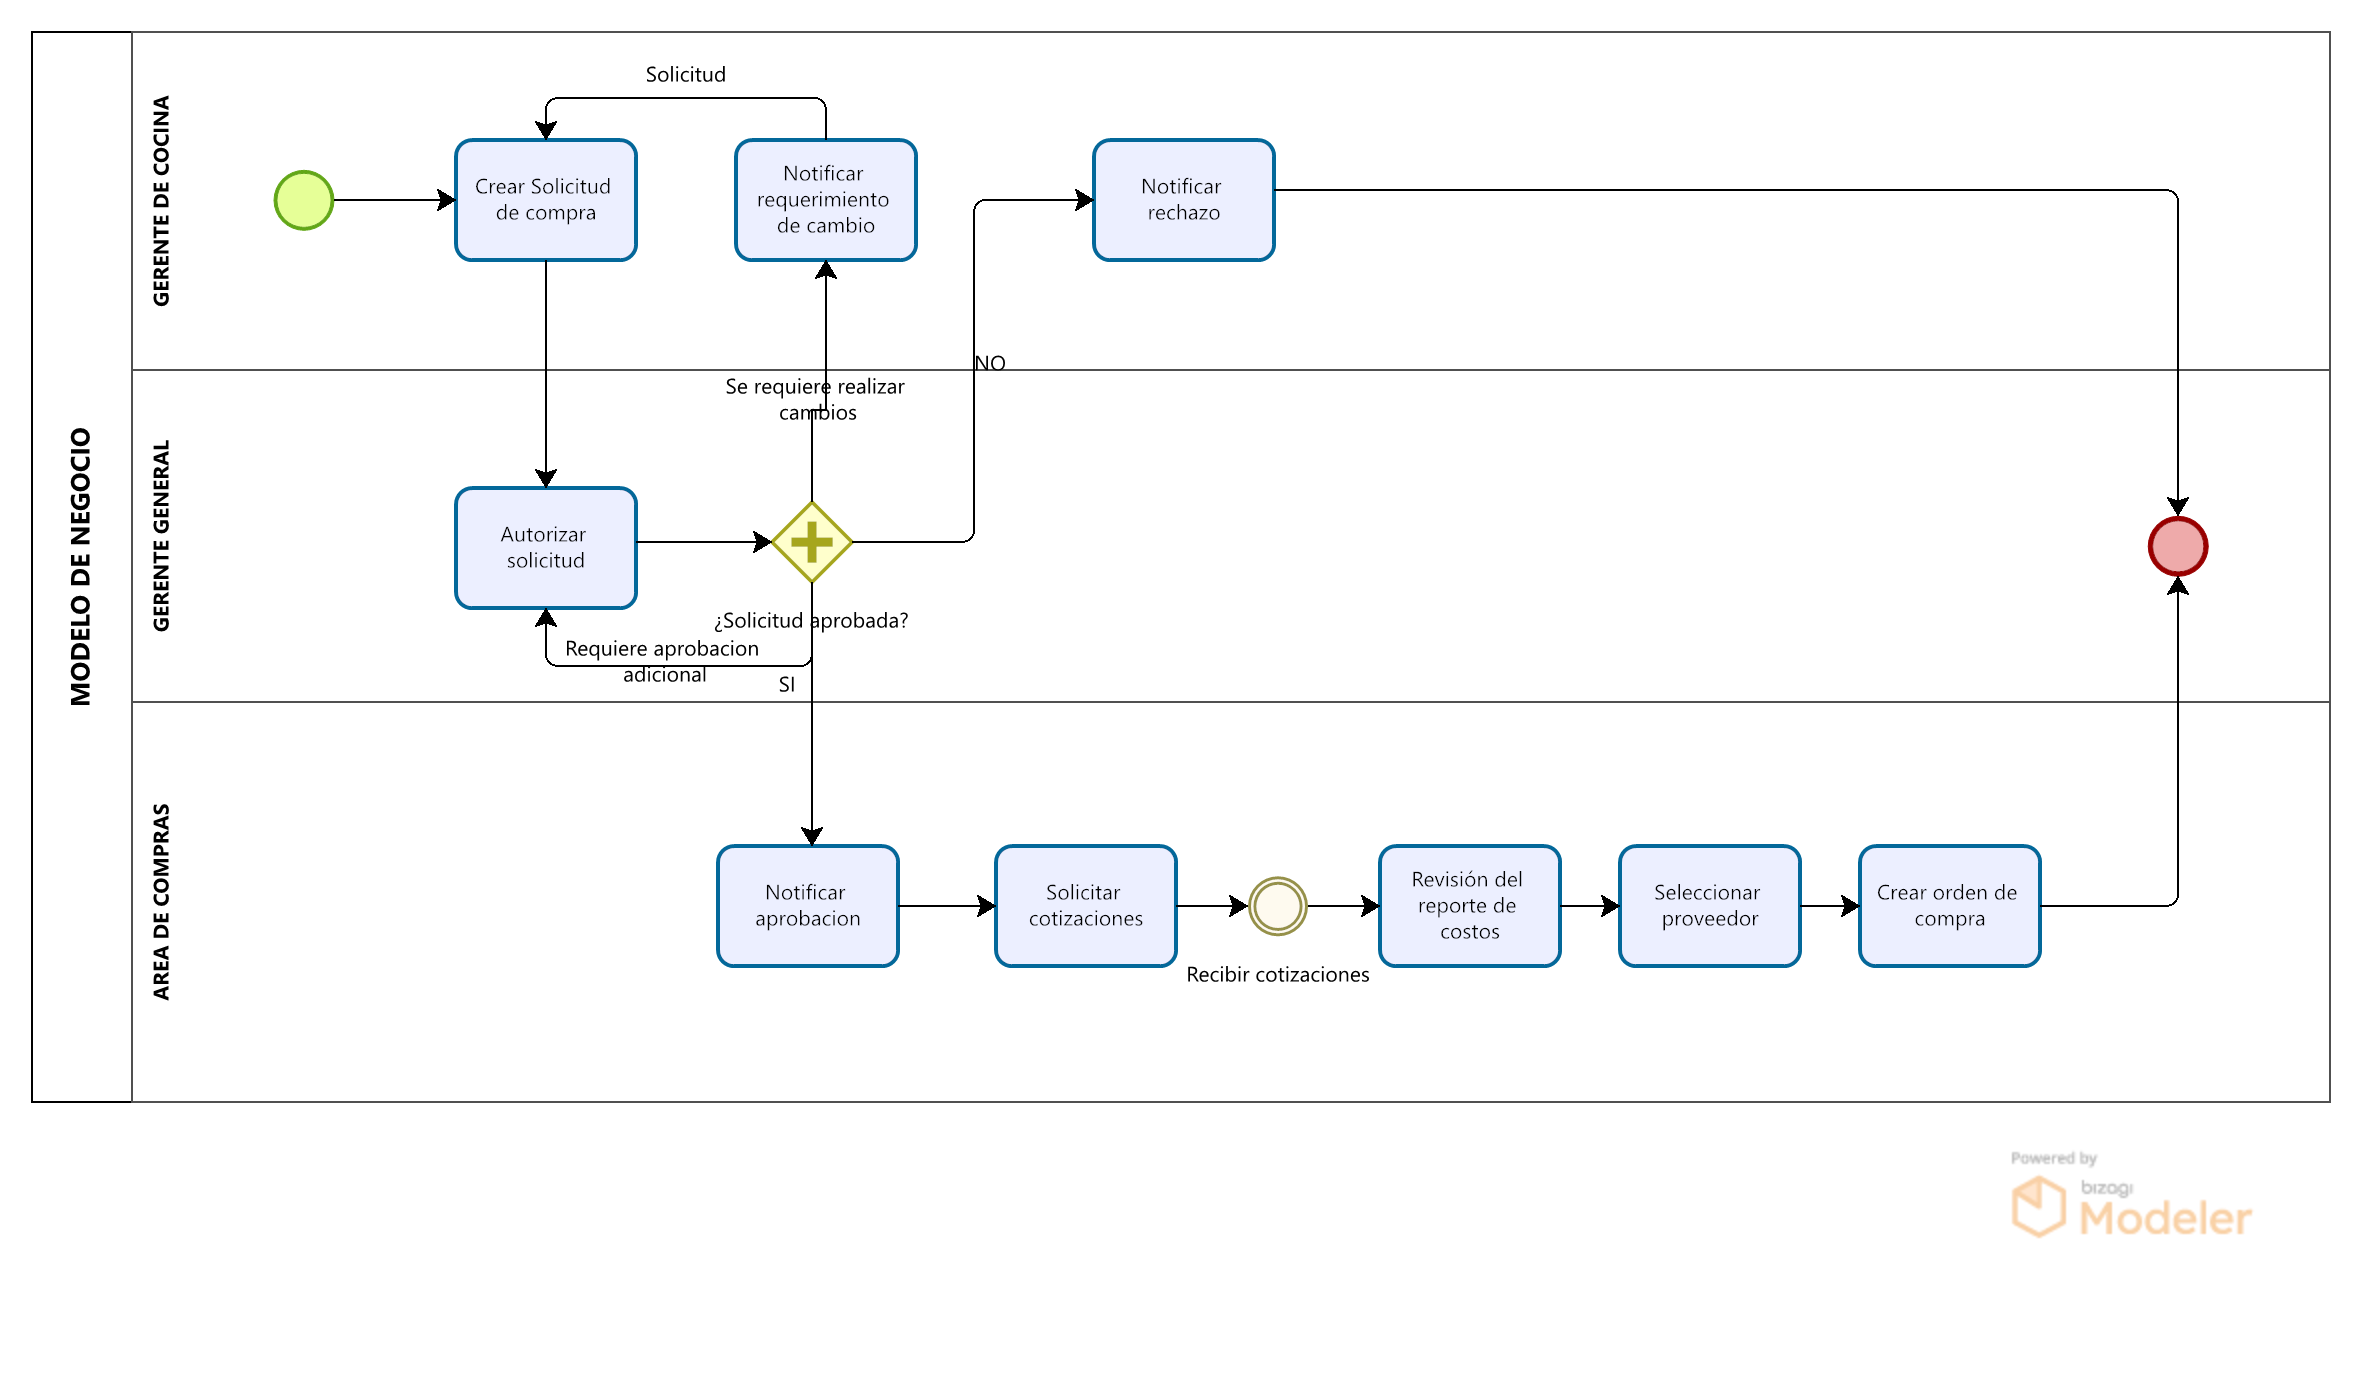 MODELO DE NEGOCIO
GERENTE DE COCINA
Solicitud
Crear Solicitud
de compra
Notificar
requerimiento
de cambio
Notificar
rechazo
NO
GERENTE GENERAL
Se requiere realizar
cambios
Autorizar
solicitud
¿Solicitud aprobada?
Requiere aprobacion
adicional
SI
AREA DE COMPRAS
Notificar
aprobacion
Solicitar
cotizaciones
Recibir cotizaciones
Revisión del
reporte de
costos
Seleccionar
proveedor
Crear orden de
compra
Powered by
bizagi
Modeler